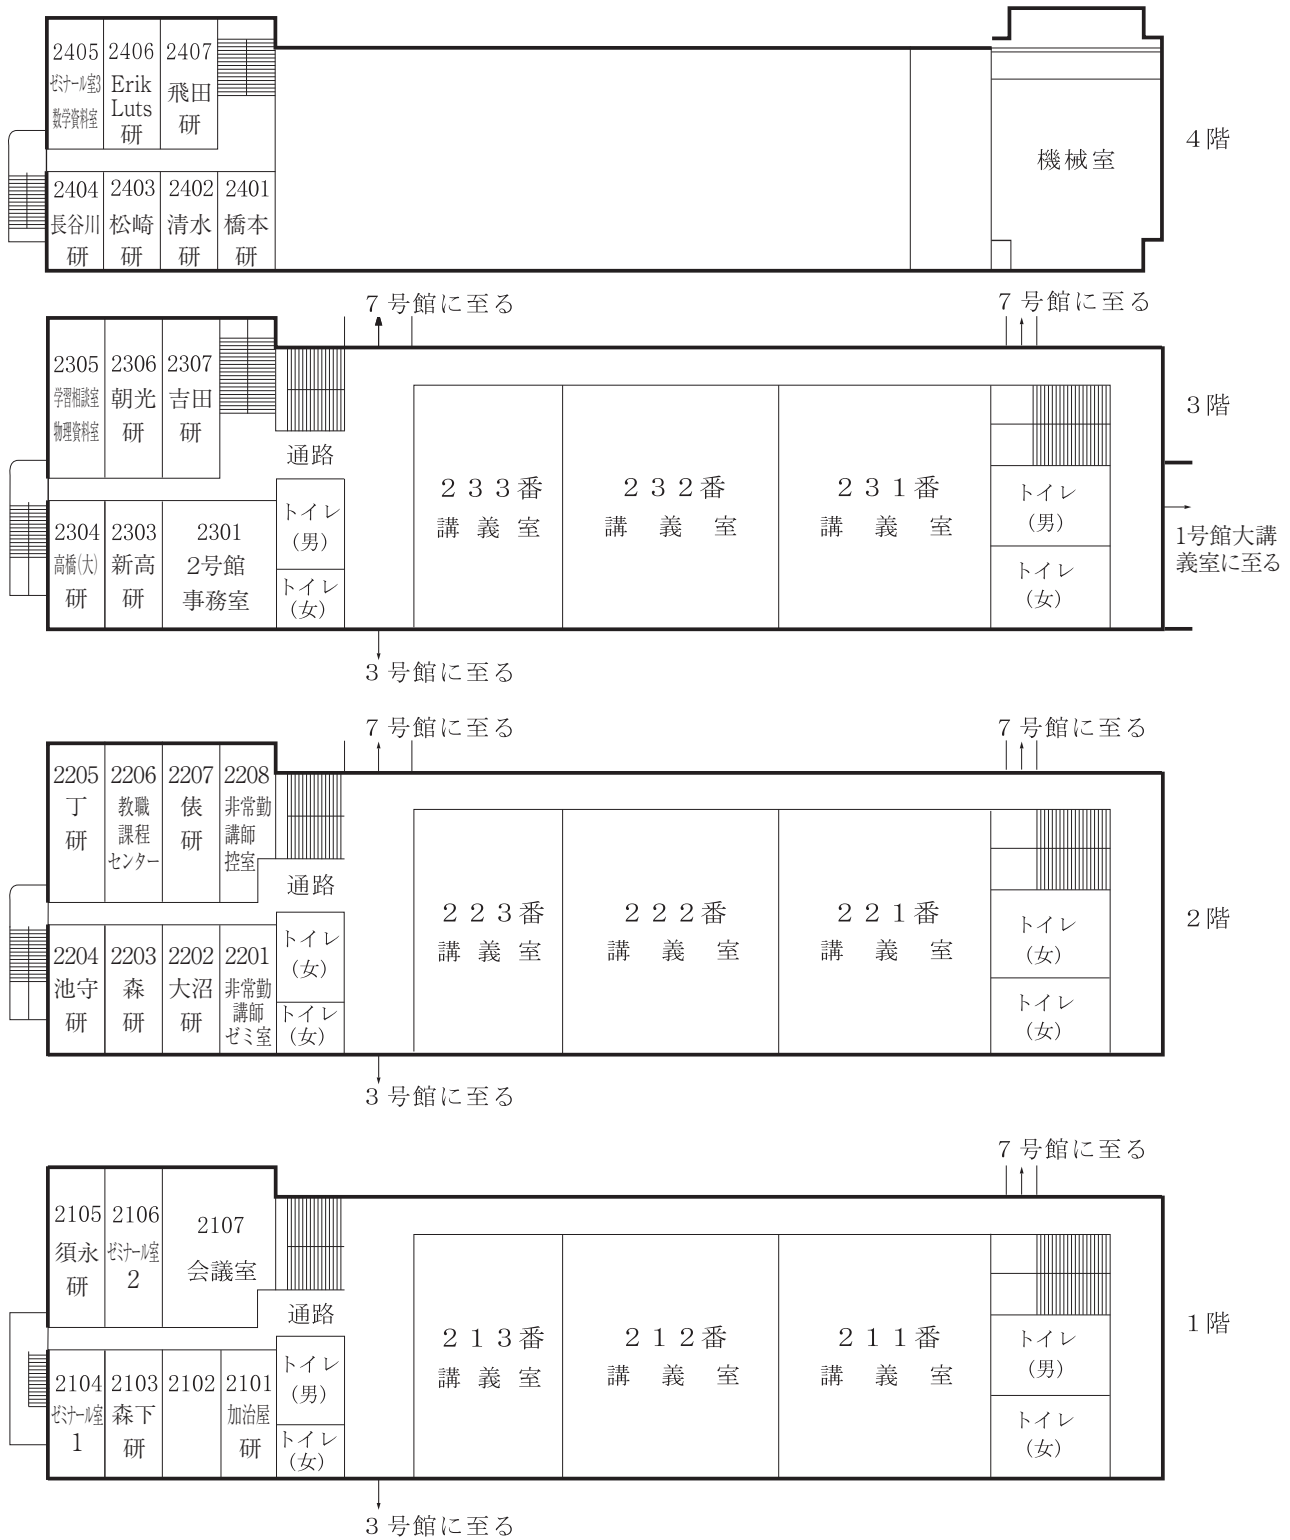 2405
ゼミナール室3
数学資料室
2406
Erik
Luts
研
2407
飛田
研
2404
長谷川
研
2403
松崎
研
2402
清水
研
2401
橋本
研
機械室
4階
7号館に至る
7号館に至る
2305
学習相談室
物理資料室
2306
朝光
研
2307
吉田
研
通路
2304
高橋(大)
研
2303
新高
研
2301
2号館
事務室
トイレ
(男)
トイレ
(女)
233番
講義室
232番
講義室
231番
講義室
トイレ
(男)
トイレ
(女)
3階
1号館大講
義室に至る
3号館に至る
7号館に至る
7号館に至る
2205
丁
研
2206
教職
課程
センター
2207
俵
研
2208
非常勤
講師
控室
通路
2204
池守
研
2203
森
研
2202
大沼
研
2201
非常勤
講師
ゼミ室
トイレ
(女)
トイレ
(女)
223番
講義室
222番
講義室
221番
講義室
トイレ
(女)
トイレ
(女)
2階
3号館に至る
7号館に至る
2105
須永
研
2106
ゼミナール室
2
2107
会議室
通路
2104
ゼミナール室
1
2103
森下
研
2102
2101
加治屋
研
トイレ
(男)
トイレ
(女)
213番
講義室
212番
講義室
211番
講義室
トイレ
(男)
トイレ
(女)
1階
3号館に至る